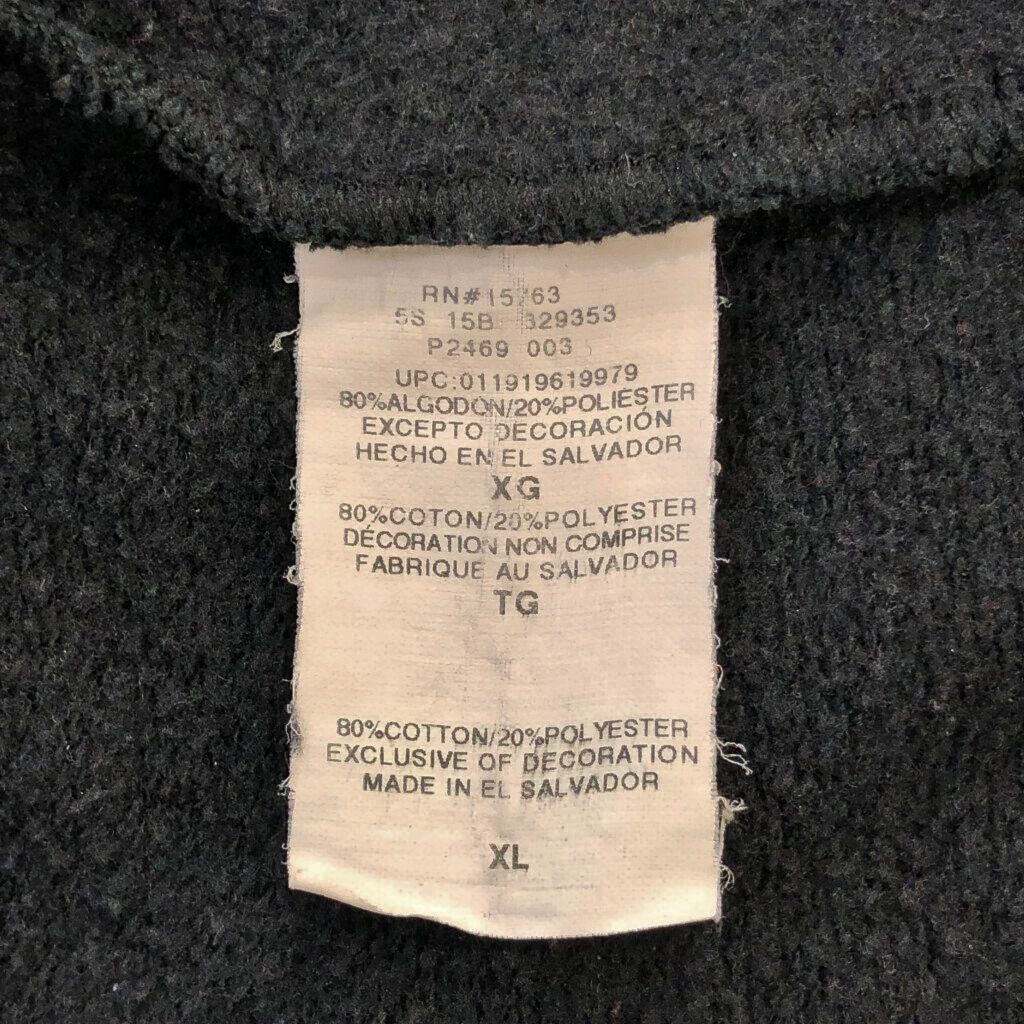 RN#15763
5S 15B 329353
P2469 003
UPC:011919619979
80%ALGODON/20%POLIESTER
EXCEPTO DECORACIÓN
HECHO EN EL SALVADOR
XG
80%COTON/20%POLYESTER
DÉCORATION NON COMPRISE
FABRIQUE AU SALVADOR
TG
80%COTTON/20%POLYESTER
EXCLUSIVE OF DECORATION
MADE IN EL SALVADOR
XL